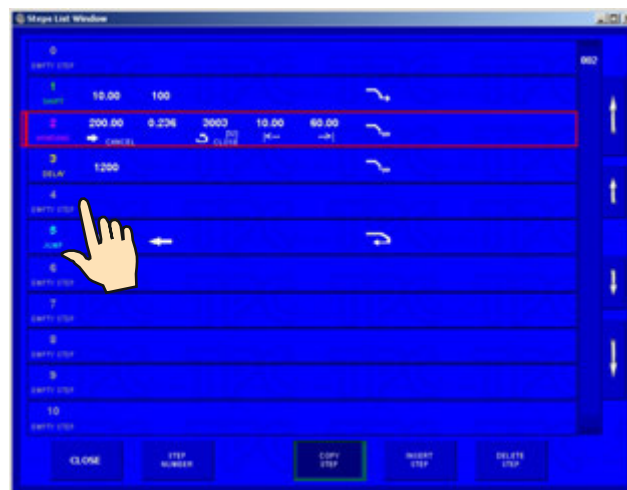 Steps List Window
0
EMPTY STEP
002
1
SHIFT 10.00 100
2 200.00 0.236 3003 10.00 60.00
WINDING CANCEL CLOSE
3
DELAY 1200
4
EMPTY STEP
5
JUMP
6
EMPTY STEP
7
EMPTY STEP
8
EMPTY STEP
9
EMPTY STEP
10
EMPTY STEP
CLOSE STEP NUMBER COPY STEP INSERT STEP DELETE STEP